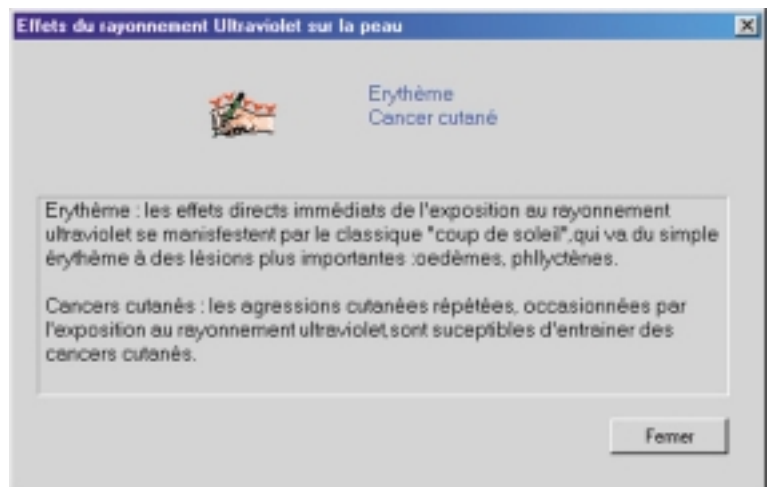 Effets du rayonnement Ultraviolet sur la peau
Erythème
Cancer cutané
Erythème : les effets directs immédiats de l'exposition au rayonnement
ultraviolet se manisfestent par le classique "coup de soleil",qui va du simple
érythème à des lésions plus importantes :oedèmes, phllyctènes.
Cancers cutanés : les agressions cutanées répétées, occasionnées par
l'exposition au rayonnement ultraviolet,sont suceptibles d'entrainer des
cancers cutanés.
Fermer